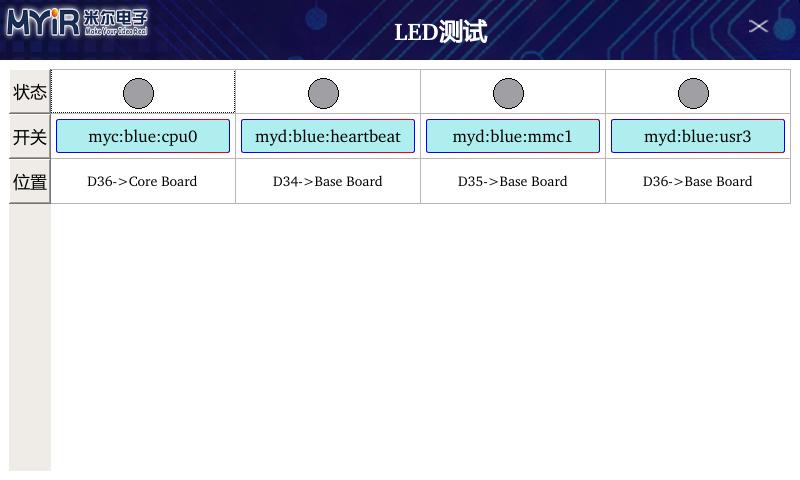 MYiR 米尔电子
Make Your Idea Real
LED测试
状态
开关 myc:blue:cpu0 myd:blue:heartbeat myd:blue:mmc1 myd:blue:usr3
位置 D36->Core Board D34->Base Board D35->Base Board D36->Base Board